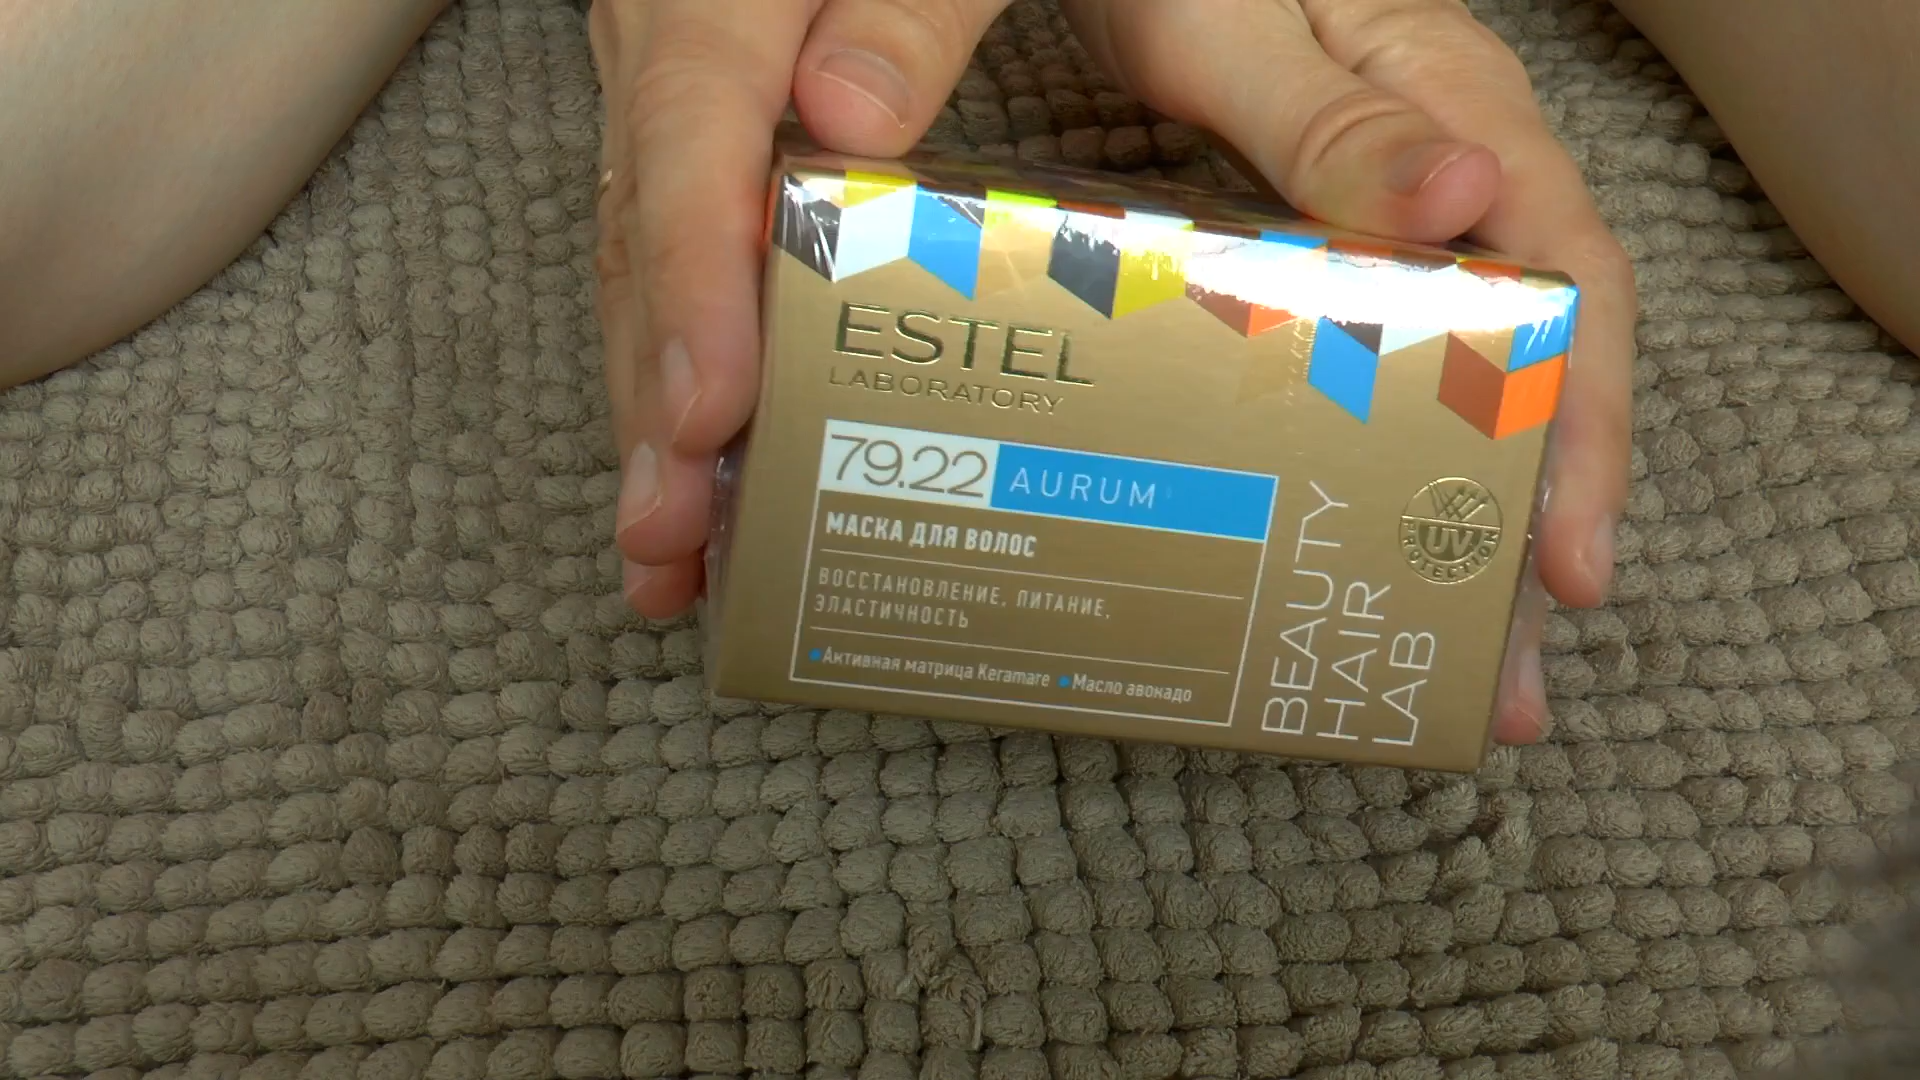 ESTEL
LABORATORY
79.22 AURUM
МАСКА ДЛЯ ВОЛОС
ВОССТАНОВЛЕНИЕ, ПИТАНИЕ,
ЭЛАСТИЧНОСТЬ
Активная матрица Keramare Масло авокадо
BEAUTY
HAIR
LAB
UV
PROTECTION